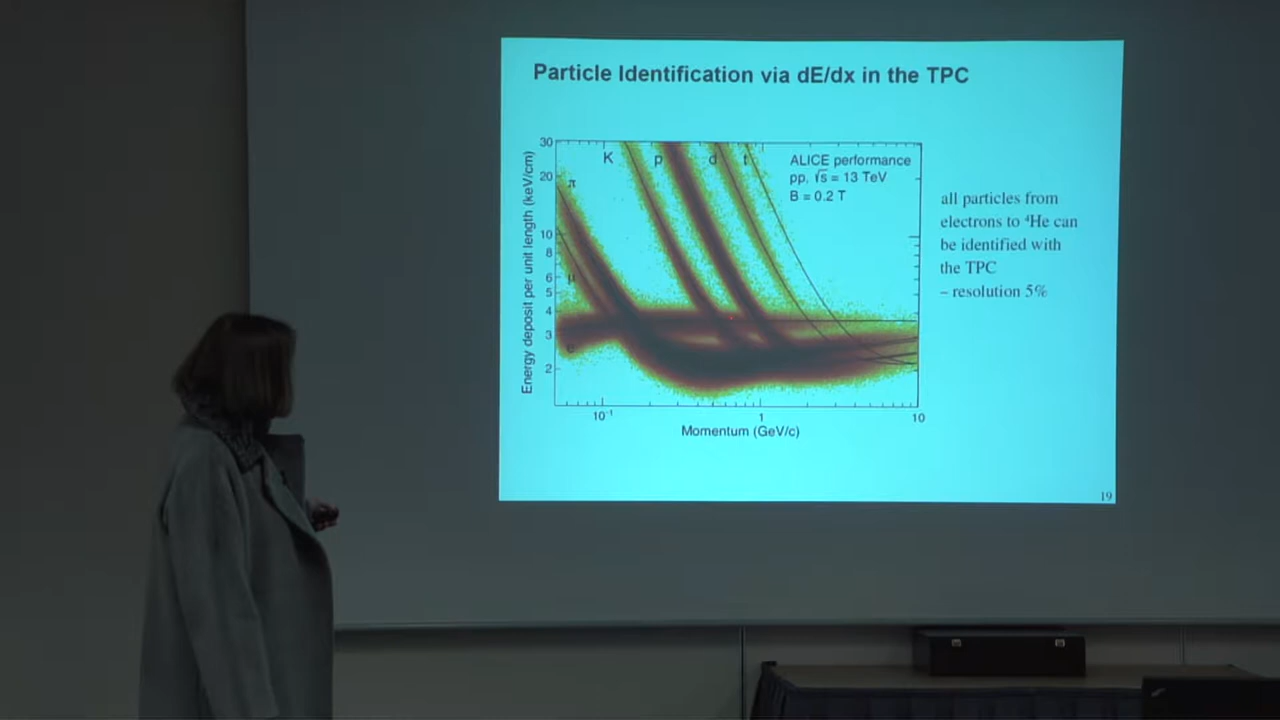 Particle Identification via dE/dx in the TPC
Energy deposit per unit length (keV/cm)
30
20
10
8
6
5
4
3
2
π
K
p
d
t
μ
e
ALICE performance
pp, √s = 13 TeV
B = 0.2 T
10⁻¹
1
10
Momentum (GeV/c)
all particles from
electrons to ⁴He can
be identified with
the TPC
– resolution 5%
19